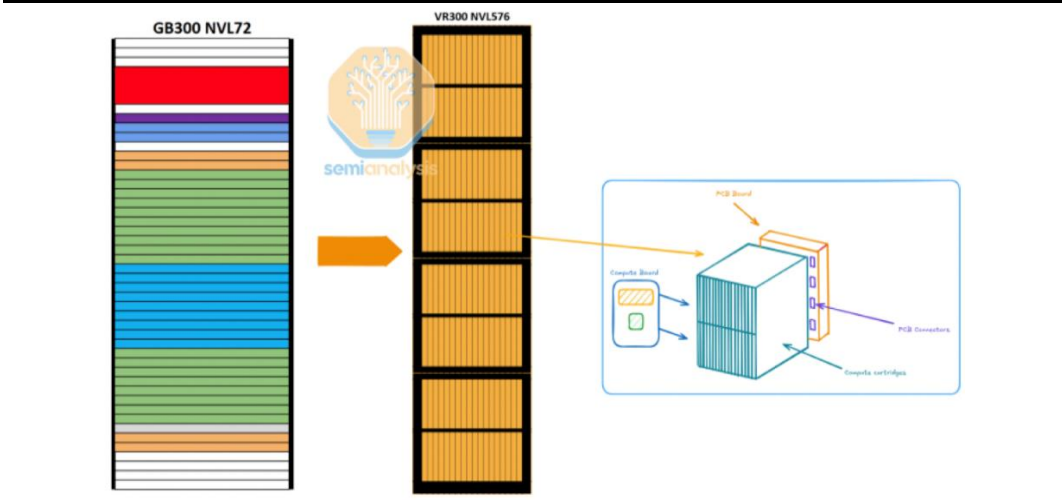 GB300 NVL72
VR300 NVL576
semianalysis
PCB Board
Compute Board
PCB Connectors
Compute cartridges